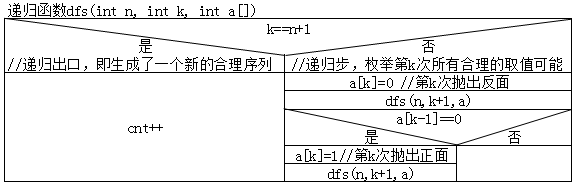 递归函数dfs(int n, int k, int a[])
k==n+1
是 否
//递归出口，即生成了一个新的合理序列 //递归步，枚举第k次所有合理的取值可能
a[k]=0 //第k次抛出反面
dfs(n,k+1,a)
a[k-1]==0
cnt++
是 否
a[k]=1//第k次抛出正面
dfs(n,k+1,a)